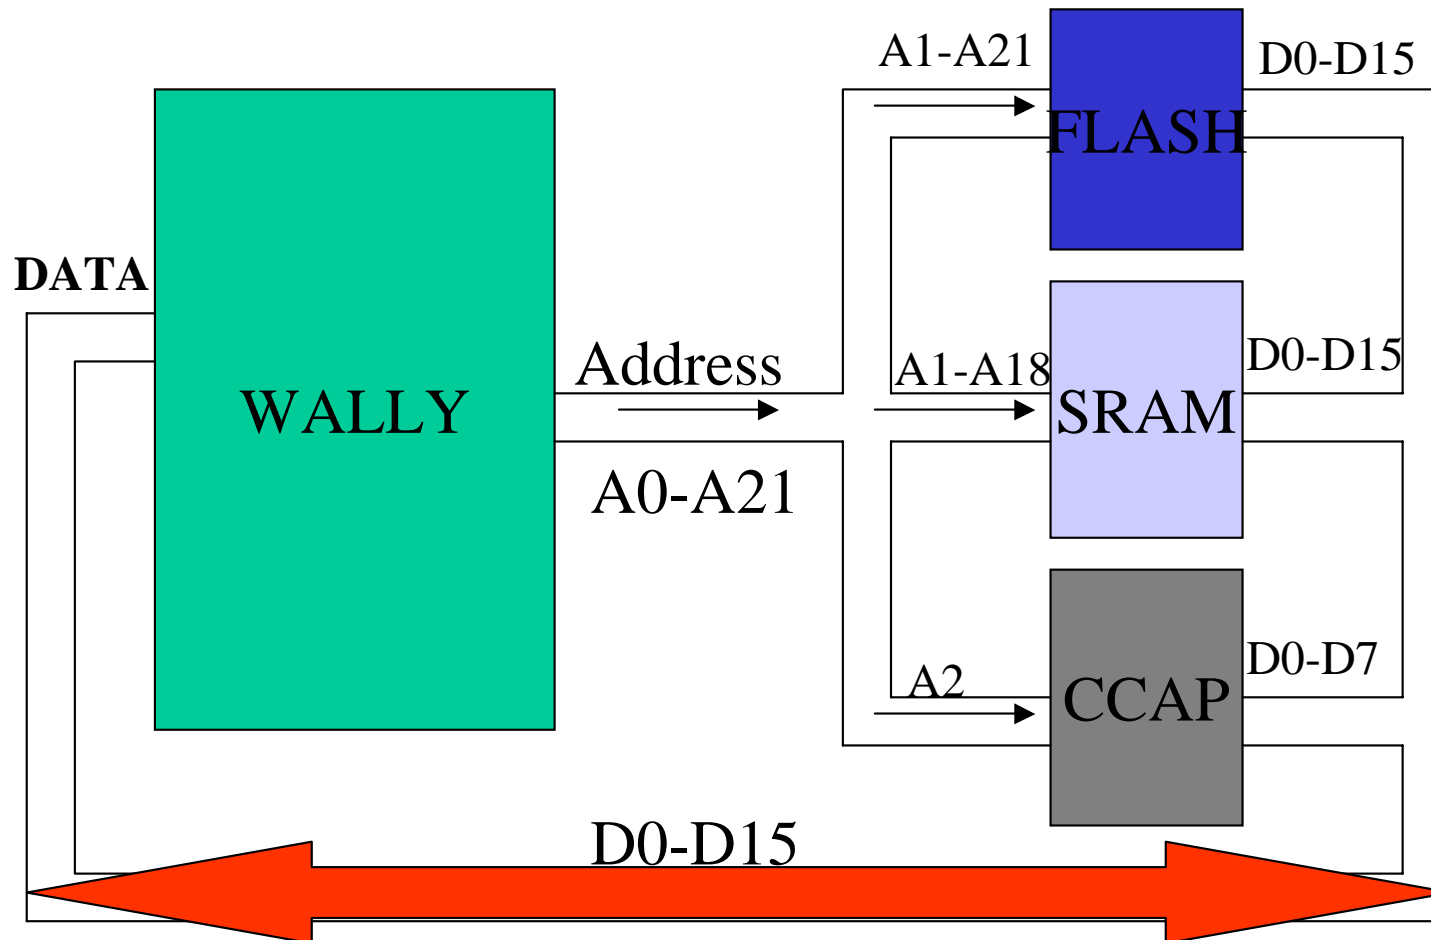 A1-A21
D0-D15
FLASH
DATA
Address
A1-A18
D0-D15
WALLY
SRAM
A0-A21
A2
D0-D7
CCAP
D0-D15